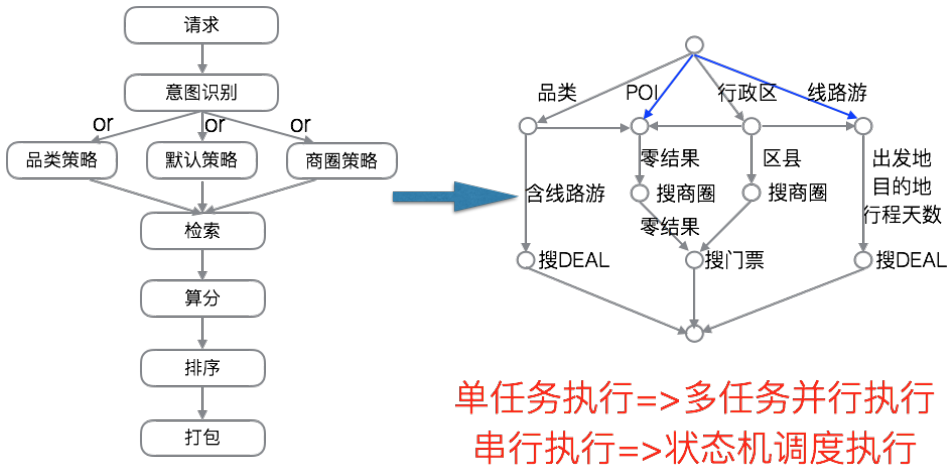 请求
意图识别
or
or
or
品类策略
默认策略
商圈策略
检索
算分
排序
打包
品类
POI
行政区
线路游
零结果
区县
出发地
目的地
行程天数
含线路游
搜商圈
搜商圈
零结果
搜DEAL
搜门票
搜DEAL
单任务执行=>多任务并行执行
串行执行=>状态机调度执行